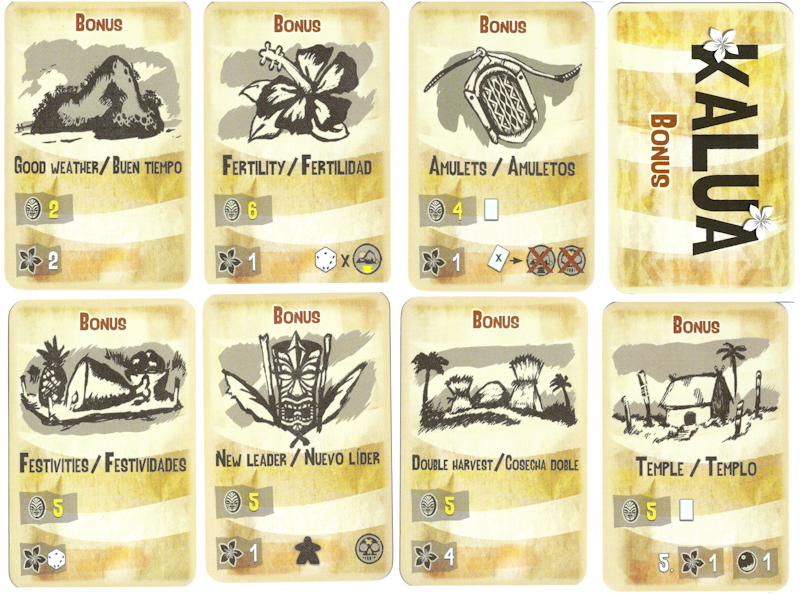 Bonus
Good weather/Buen tiempo
2
2
Bonus
Fertility/Fertilidad
6
1
x
Bonus
Amulets / Amuletos
4
1
x
KALUA
Bonus
Bonus
Festivities/Festividades
5
Bonus
New leader/Nuevo líder
5
1
Bonus
Double harvest/Cosecha doble
5
4
Bonus
Temple / Templo
5
5. 1 1